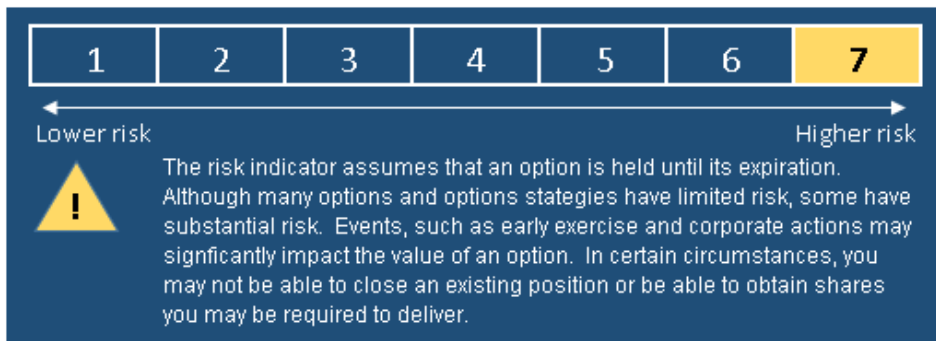 1 2 3 4 5 6 7
Lower risk Higher risk
!
The risk indicator assumes that an option is held until its expiration.
Although many options and options stategies have limited risk, some have
substantial risk.  Events, such as early exercise and corporate actions may
signficantly impact the value of an option.  In certain circumstances, you
may not be able to close an existing position or be able to obtain shares
you may be required to deliver.